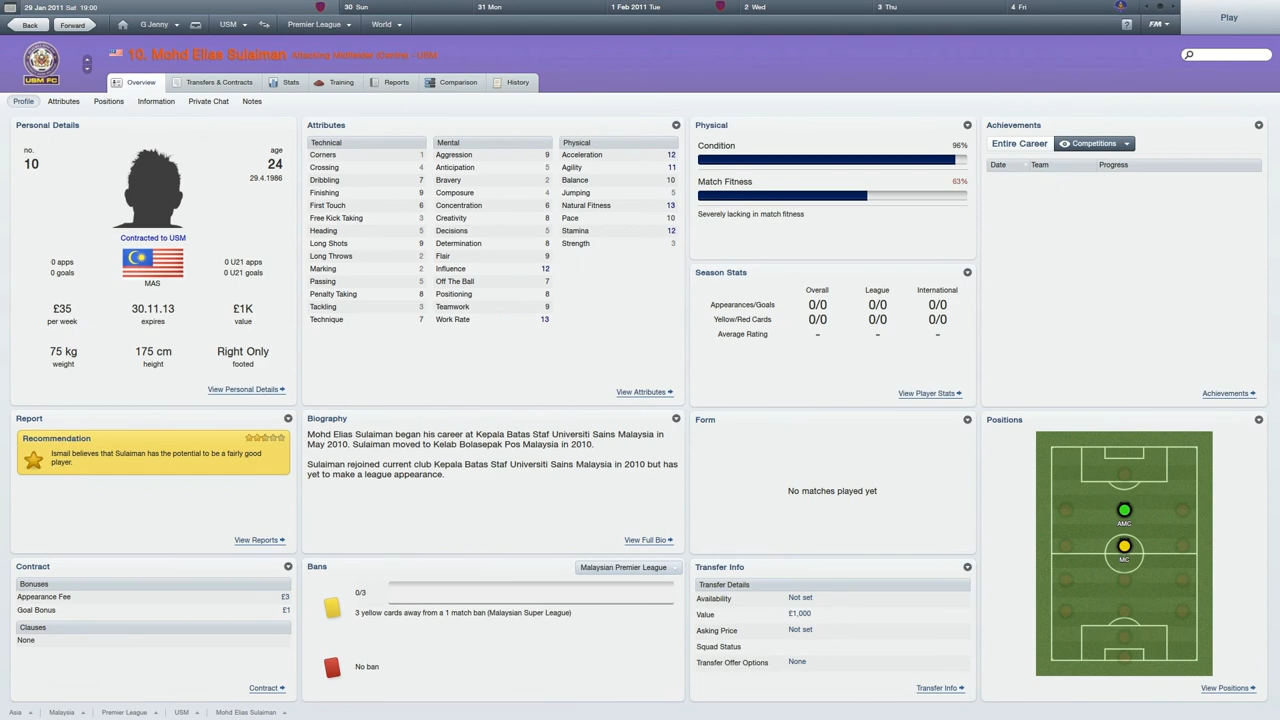 29 Jan 2011 Sat 19:00
30 Sun
31 Mon
1 Feb 2011 Tue
2 Wed
3 Thu
4 Fri
Back
Forward
G Jenny
USM
Premier League
World
?
FM
Play
USM FC
10. Mohd Elias Sulaiman Attacking Midfielder (Centre) - USM
Overview
Transfers & Contracts
Stats
Training
Reports
Comparison
History
Profile
Attributes
Positions
Information
Private Chat
Notes
Personal Details
no.
10
age
24
29.4.1986
Contracted to USM
0 apps
0 goals
MAS
0 U21 apps
0 U21 goals
£35
per week
30.11.13
expires
£1K
value
75 kg
weight
175 cm
height
Right Only
footed
View Personal Details
Attributes
Technical Mental Physical
Corners 1 Aggression 9 Acceleration 12
Crossing 4 Anticipation 5 Agility 11
Dribbling 7 Bravery 2 Balance 10
Finishing 9 Composure 4 Jumping 5
First Touch 6 Concentration 6 Natural Fitness 13
Free Kick Taking 3 Creativity 8 Pace 10
Heading 5 Decisions 5 Stamina 12
Long Shots 9 Determination 8 Strength 3
Long Throws 2 Flair 9
Marking 2 Influence 12
Passing 5 Off The Ball 7
Penalty Taking 8 Positioning 8
Tackling 3 Teamwork 9
Technique 7 Work Rate 13
View Attributes
Physical
Condition 96%
Match Fitness 63%
Severely lacking in match fitness
Season Stats
Overall League International
Appearances/Goals 0/0 0/0 0/0
Yellow/Red Cards 0/0 0/0 0/0
Average Rating - - -
View Player Stats
Achievements
Entire Career Competitions
Date Team Progress
Achievements
Report
Recommendation
Ismail believes that Sulaiman has the potential to be a fairly good
player.
View Reports
Biography
Mohd Elias Sulaiman began his career at Kepala Batas Staf Universiti Sains Malaysia in
May 2010. Sulaiman moved to Kelab Bolasepak Pos Malaysia in 2010.
Sulaiman rejoined current club Kepala Batas Staf Universiti Sains Malaysia in 2010 but has
yet to make a league appearance.
View Full Bio
Form
No matches played yet
Positions
AMC
MC
View Positions
Contract
Bonuses
Appearance Fee £3
Goal Bonus £1
Clauses
None
Contract
Bans
Malaysian Premier League
0/3
3 yellow cards away from a 1 match ban (Malaysian Super League)
No ban
Transfer Info
Transfer Details
Availability Not set
Value £1,000
Asking Price Not set
Squad Status
Transfer Offer Options None
Transfer Info
Asia
Malaysia
Premier League
USM
Mohd Elias Sulaiman